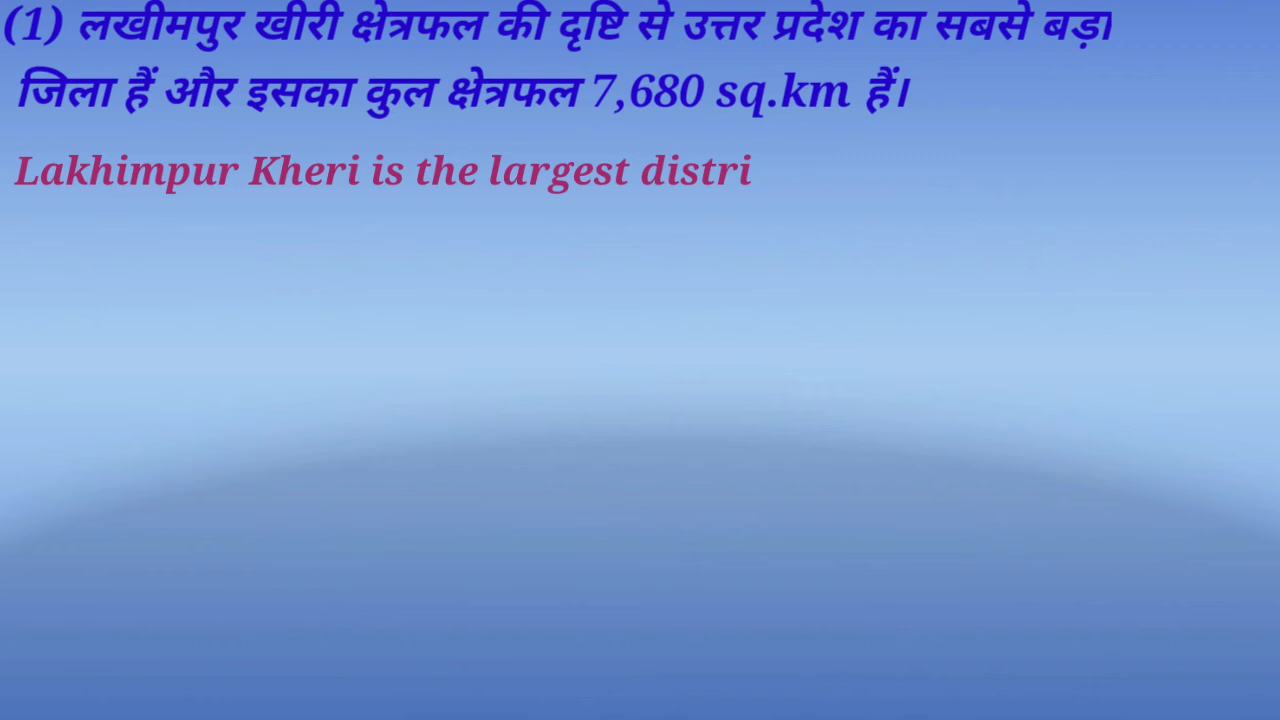 (1) लखीमपुर खीरी क्षेत्रफल की दृष्टि से उत्तर प्रदेश का सबसे बड़ा
जिला हैं और इसका कुल क्षेत्रफल 7,680 sq.km हैं।
Lakhimpur Kheri is the largest distri